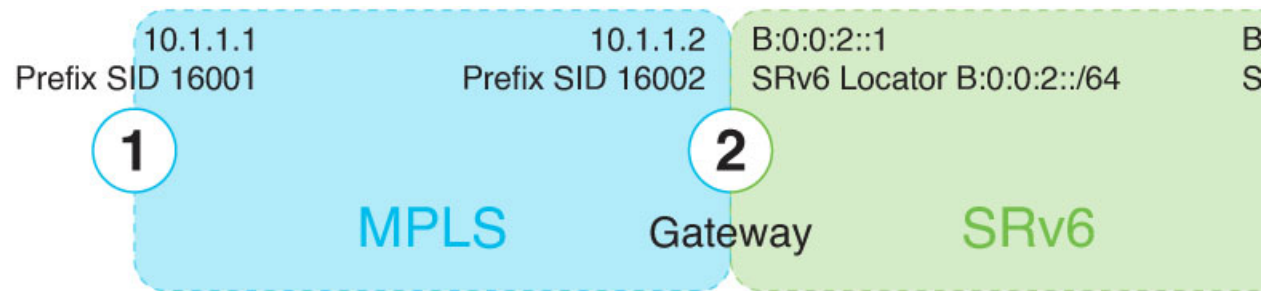 10.1.1.1
Prefix SID 16001
10.1.1.2
Prefix SID 16002
B:0:0:2::1
SRv6 Locator B:0:0:2::/64
B
S
1
2
MPLS
Gateway
SRv6